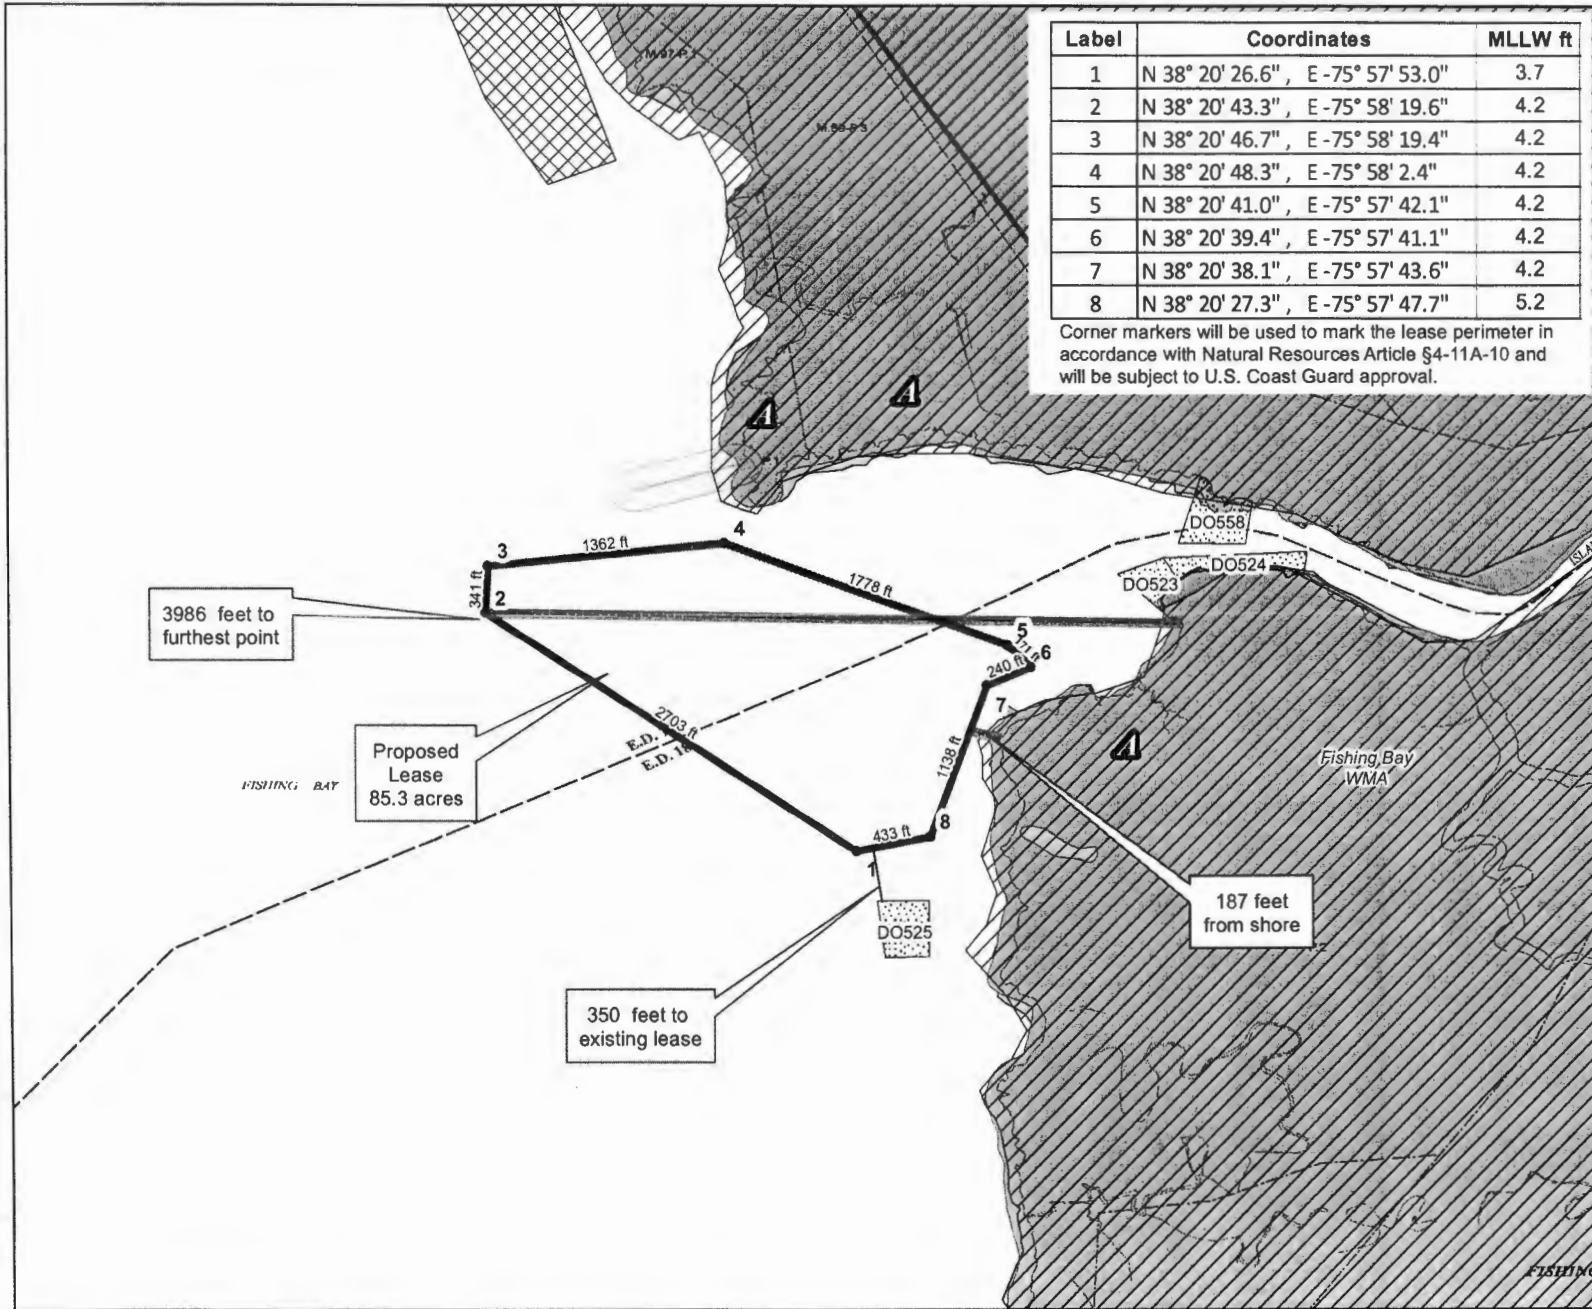 Label Coordinates MLLW ft
1 N 38° 20' 26.6" , E -75° 57' 53.0" 3.7
2 N 38° 20' 43.3" , E -75° 58' 19.6" 4.2
3 N 38° 20' 46.7" , E -75° 58' 19.4" 4.2
4 N 38° 20' 48.3" , E -75° 58' 2.4" 4.2
5 N 38° 20' 41.0" , E -75° 57' 42.1" 4.2
6 N 38° 20' 39.4" , E -75° 57' 41.1" 4.2
7 N 38° 20' 38.1" , E -75° 57' 43.6" 4.2
8 N 38° 20' 27.3" , E -75° 57' 47.7" 5.2
Corner markers will be used to mark the lease perimeter in
accordance with Natural Resources Article §4-11A-10 and
will be subject to U.S. Coast Guard approval.
A
A
DO558
DO524
DO523
4
1362 ft
3
341 ft
2
1778 ft
5
171 ft
6
240 ft
7
3986 feet to
furthest point
2703 ft
E.D.
E.D. 18
Proposed
Lease
85.3 acres
FISHING BAY
1138 ft
A
Fishing Bay
WMA
8
433 ft
1
DO525
187 feet
from shore
350 feet to
existing lease
FISHING